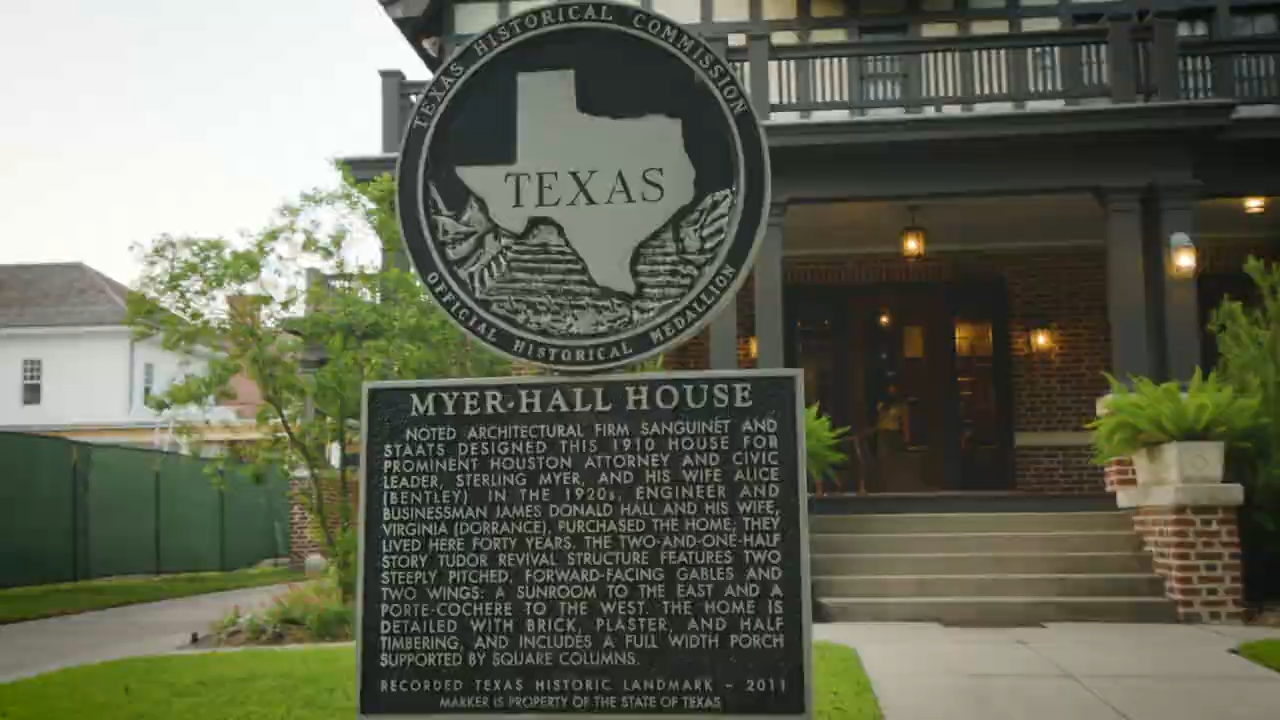 TEXAS HISTORICAL COMMISSION
TEXAS
OFFICIAL HISTORICAL MEDALLION
MYER-HALL HOUSE
NOTED ARCHITECTURAL FIRM SANGUINET AND
STAATS DESIGNED THIS 1910 HOUSE FOR
PROMINENT HOUSTON ATTORNEY AND CIVIC
LEADER, STERLING MYER, AND HIS WIFE ALICE
(BENTLEY). IN THE 1920s, ENGINEER AND
BUSINESSMAN JAMES DONALD HALL AND HIS WIFE,
VIRGINIA (DORRANCE), PURCHASED THE HOME; THEY
LIVED HERE FORTY YEARS. THE TWO-AND-ONE-HALF
STORY TUDOR REVIVAL STRUCTURE FEATURES TWO
STEEPLY PITCHED, FORWARD-FACING GABLES AND
TWO WINGS: A SUNROOM TO THE EAST AND A
PORTE-COCHERE TO THE WEST. THE HOME IS
DETAILED WITH BRICK, PLASTER, AND HALF
TIMBERING, AND INCLUDES A FULL WIDTH PORCH
SUPPORTED BY SQUARE COLUMNS.
RECORDED TEXAS HISTORIC LANDMARK – 2011
MARKER IS PROPERTY OF THE STATE OF TEXAS